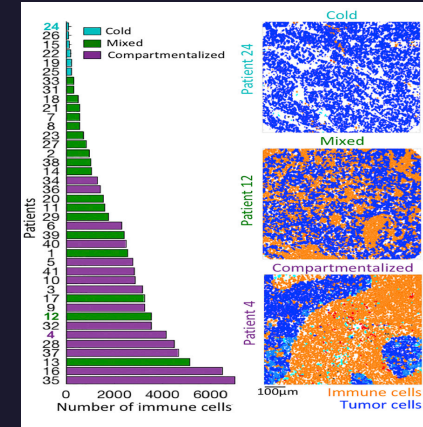 Cold
Mixed
Compartmentalized
Patients
24
26
15
22
19
25
33
31
18
21
7
8
23
27
2
38
14
34
36
20
11
29
6
39
40
1
5
41
10
3
17
9
12
32
4
28
37
13
16
35
0 2000 4000 6000
Number of immune cells
Cold
Patient 24
Mixed
Patient 12
Compartmentalized
Patient 4
100μm
Immune cells
Tumor cells